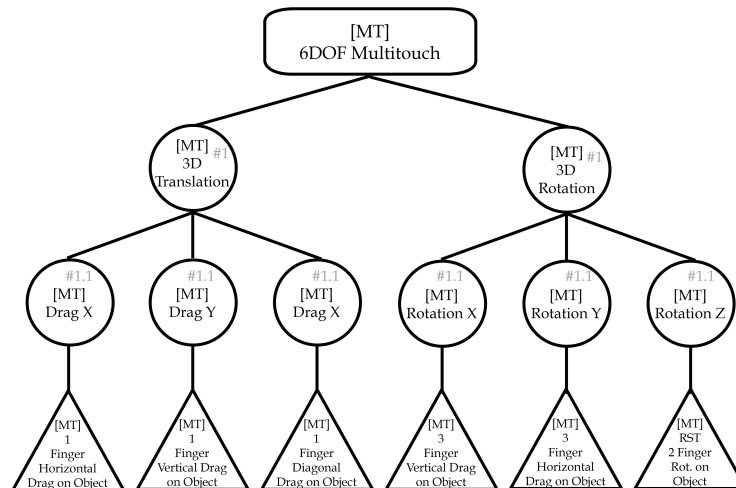 [MT]
6DOF Multitouch
[MT] #1
3D
Translation
[MT] #1
3D
Rotation
#1.1
[MT]
Drag X
#1.1
[MT]
Drag Y
#1.1
[MT]
Drag X
#1.1
[MT]
Rotation X
#1.1
[MT]
Rotation Y
#1.1
[MT]
Rotation Z
[MT]
1
Finger
Horizontal
Drag on Object
[MT]
1
Finger
Vertical Drag
on Object
[MT]
1
Finger
Diagonal
Drag on Object
[MT]
3
Finger
Vertical Drag
on Object
[MT]
3
Finger
Horizontal
Drag on Object
[MT]
RST
2 Finger
Rot. on
Object